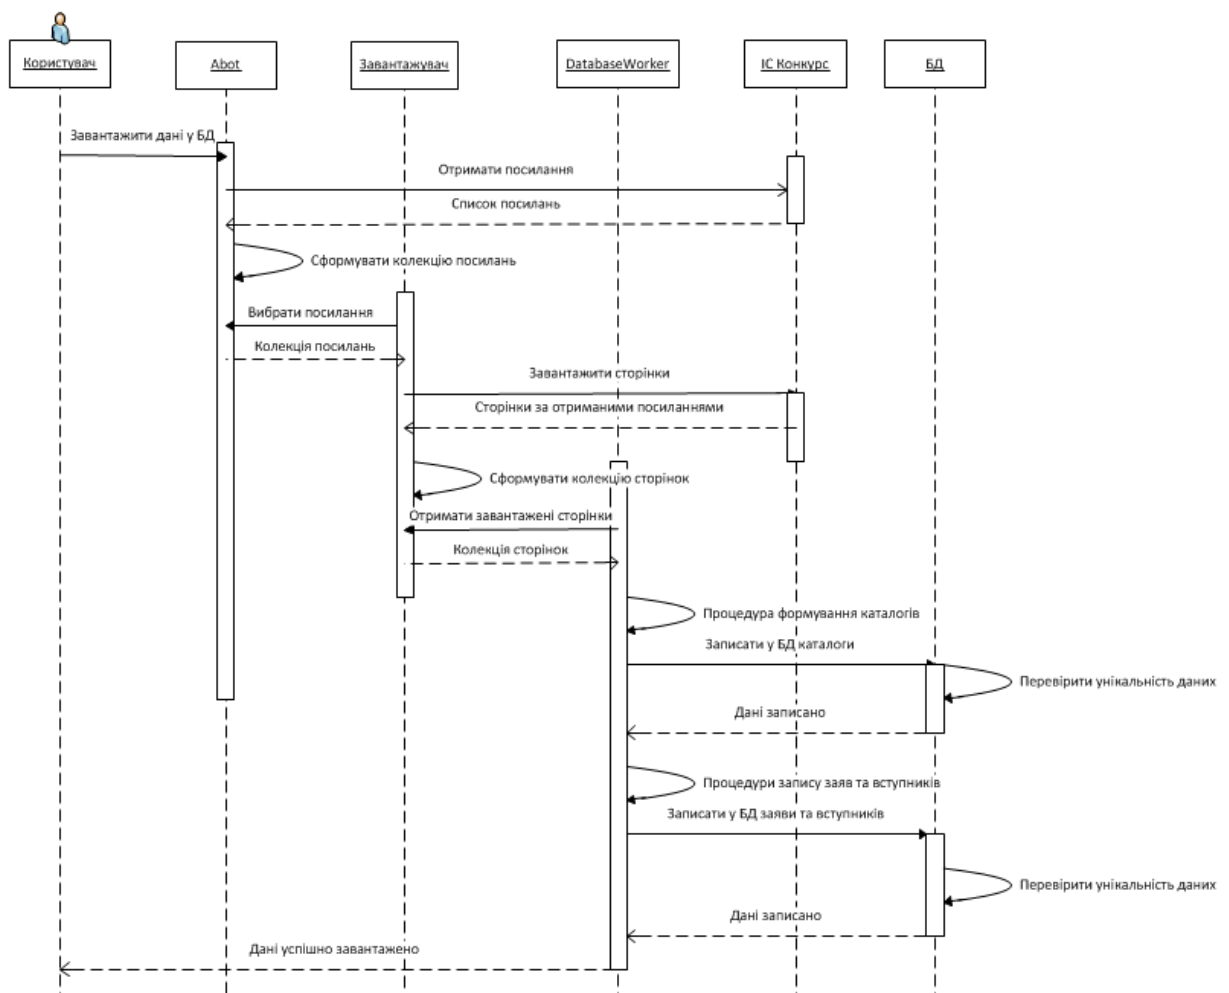 Користувач
Abot
Завантажувач
DatabaseWorker
ІС Конкурс
БД
Завантажити дані у БД
Отримати посилання
Список посилань
Сформувати колекцію посилань
Вибрати посилання
Колекція посилань
Завантажити сторінки
Сторінки за отриманими посиланнями
Сформувати колекцію сторінок
Отримати завантажені сторінки
Колекція сторінок
Процедура формування каталогів
Записати у БД каталоги
Перевірити унікальність даних
Дані записано
Процедури запису заяв та вступників
Записати у БД заяви та вступників
Перевірити унікальність даних
Дані записано
Дані успішно завантажено